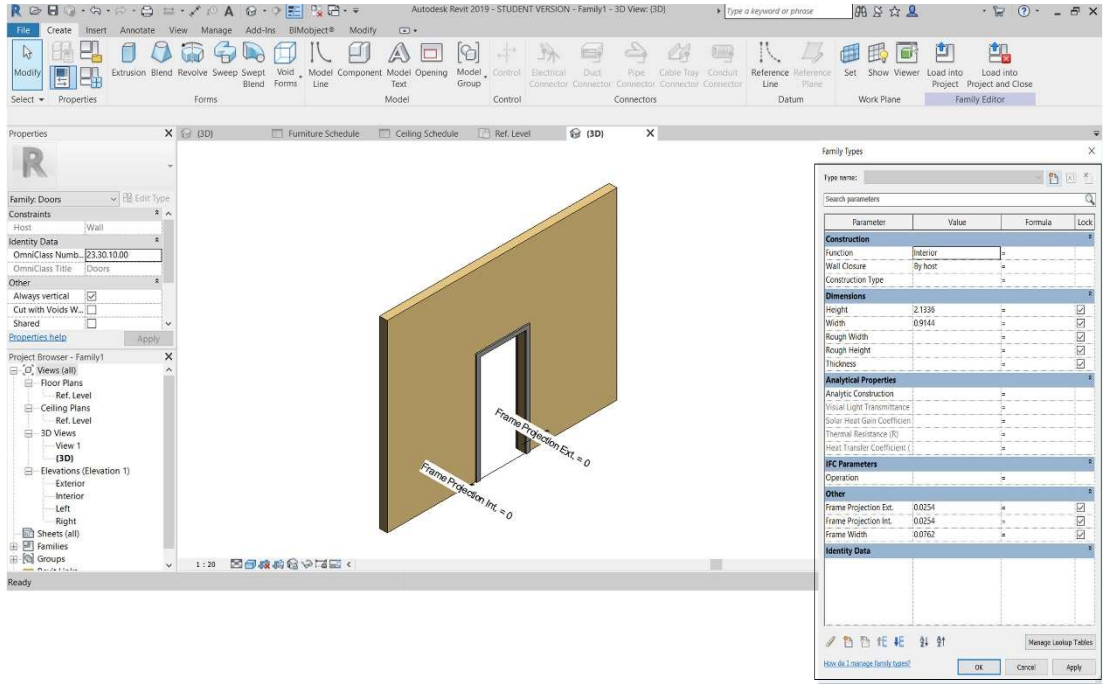 Autodesk Revit 2019 - STUDENT VERSION - Family1 - 3D View: {3D}
Type a keyword or phrase
File Create Insert Annotate View Manage Add-Ins BIMobject® Modify
Modify
Extrusion Blend Revolve Sweep Swept Blend Void Forms
Model Line Component Model Text Opening Model Group
Control
Electrical Connector Duct Connector Pipe Connector Cable Tray Connector Conduit Connector
Reference Line Reference Plane
Set Show Viewer
Load into Project Load into Project and Close
Select Properties Forms Model Control Connectors Datum Work Plane Family Editor
Properties X
{3D} Furniture Schedule Ceiling Schedule Ref. Level {3D} X
R
Family: Doors Edit Type
Constraints
Host Wall
Identity Data
OmniClass Numb... 23.30.10.00
OmniClass Title Doors
Other
Always vertical
Cut with Voids W...
Shared
Properties help Apply
Project Browser - Family1 X
Views (all)
Floor Plans
Ref. Level
Ceiling Plans
Ref. Level
3D Views
View 1
{3D}
Elevations (Elevation 1)
Exterior
Interior
Left
Right
Sheets (all)
Families
Groups
Frame Projection Ext. = 0
Frame Projection Int. = 0
1 : 20
Ready
Family Types X
Type name:
Search parameters
Parameter Value Formula Lock
Construction
Function Interior =
Wall Closure By host =
Construction Type =
Dimensions
Height 2.1336 =
Width 0.9144 =
Rough Width =
Rough Height =
Thickness =
Analytical Properties
Analytic Construction =
Visual Light Transmittance =
Solar Heat Gain Coefficien =
Thermal Resistance (R) =
Heat Transfer Coefficient ( =
IFC Parameters
Operation =
Other
Frame Projection Ext. 0.0254 =
Frame Projection Int. 0.0254 =
Frame Width 0.0762 =
Identity Data
Manage Lookup Tables
How do I manage family types?
OK Cancel Apply